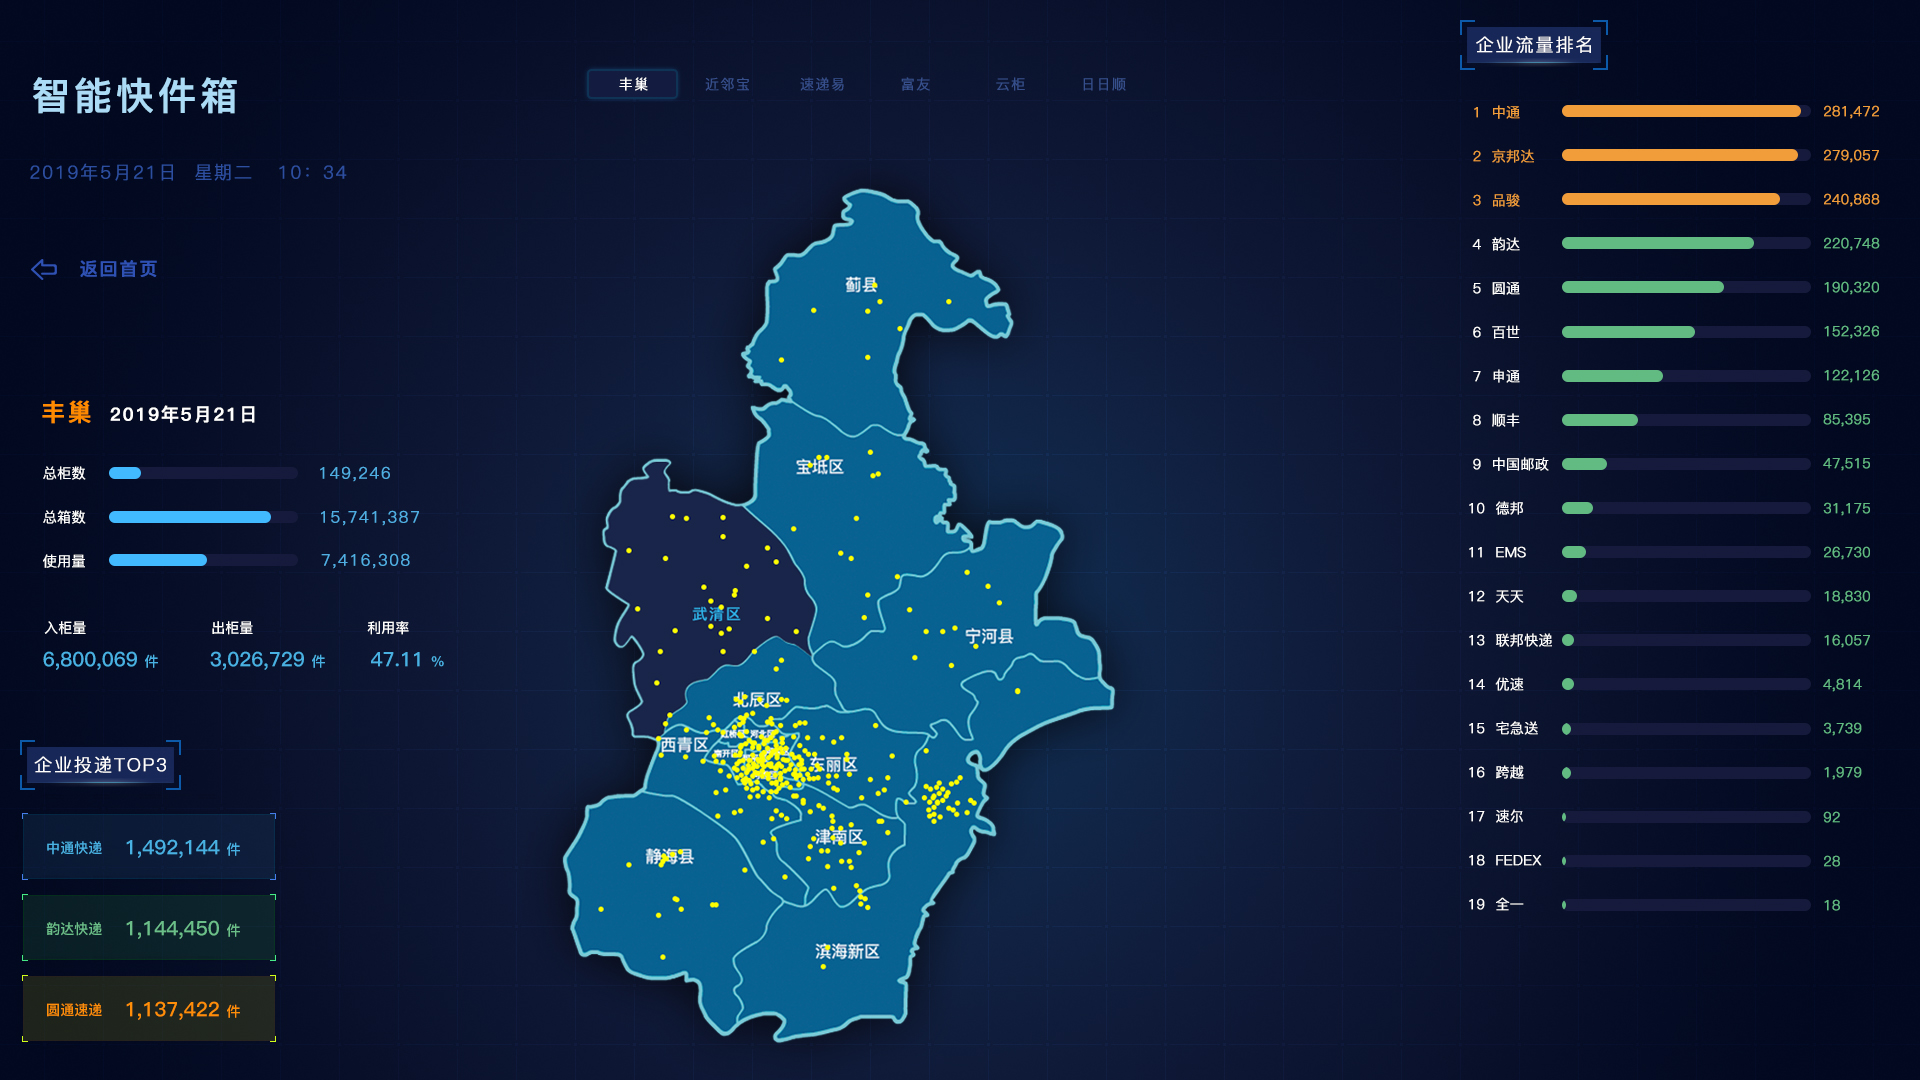 智能快件箱
2019年5月21日 星期二 10: 34
返回首页
丰巢 近邻宝 速递易 富友 云柜 日日顺
丰巢 2019年5月21日
总柜数 149,246
总箱数 15,741,387
使用量 7,416,308
入柜量 出柜量 利用率
6,800,069 件 3,026,729 件 47.11 %
企业投递TOP3
中通快递 1,492,144 件
韵达快递 1,144,450 件
圆通速递 1,137,422 件
蓟县
宝坻区
武清区
宁河县
北辰区
红桥区 河北区
西青区
南开区
东丽区
津南区
静海县
滨海新区
企业流量排名
1 中通 281,472
2 京邦达 279,057
3 品骏 240,868
4 韵达 220,748
5 圆通 190,320
6 百世 152,326
7 申通 122,126
8 顺丰 85,395
9 中国邮政 47,515
10 德邦 31,175
11 EMS 26,730
12 天天 18,830
13 联邦快递 16,057
14 优速 4,814
15 宅急送 3,739
16 跨越 1,979
17 速尔 92
18 FEDEX 28
19 全一 18